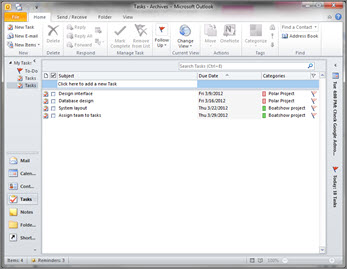 Tasks - Archives - Microsoft Outlook
File Home Send / Receive Folder View
New Task
New E-mail
New Items
Delete
Reply
Reply All
Forward
Mark Complete
Remove from List
Follow Up
Change View
Move
OneNote
Categorize
Find a Contact
Address Book
New Delete Respond Manage Task Current View Actions Tags Find
My Tasks
To-Do
Tasks
Tasks
Search Tasks (Ctrl+E)
Subject Due Date Categories
Click here to add a new Task
Design interface Fri 3/9/2012 Polar Project
Database design Fri 3/16/2012 Polar Project
System layout Thu 3/22/2012 Boatshow project
Assign team to tasks Thu 3/29/2012 Boatshow project
Mail
Calen...
Cont...
Tasks
Notes
Folde...
Short...
Today: 18 Tasks
Items: 4 Reminders: 3 100%